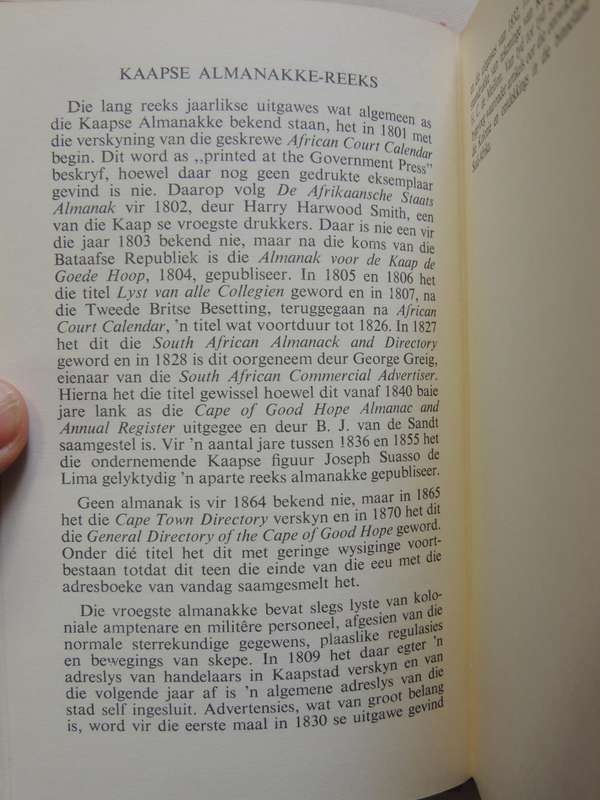 KAAPSE ALMANAKKE-REEKS
Die lang reeks jaarlikse uitgawes wat algemeen as
die Kaapse Almanakke bekend staan, het in 1801 met
die verskyning van die geskrewe African Court Calendar
begin. Dit word as „printed at the Government Press”
beskryf, hoewel daar nog geen gedrukte eksemplaar
gevind is nie. Daarop volg De Afrikaansche Staats
Almanak vir 1802, deur Harry Harwood Smith, een
van die Kaap se vroegste drukkers. Daar is nie een vir
die jaar 1803 bekend nie, maar na die koms van die
Bataafse Republiek is die Almanak voor de Kaap de
Goede Hoop, 1804, gepubliseer. In 1805 en 1806 het
die titel Lyst van alle Collegien geword en in 1807, na
die Tweede Britse Besetting, teruggegaan na African
Court Calendar, ’n titel wat voortduur tot 1826. In 1827
het dit die South African Almanack and Directory
geword en in 1828 is dit oorgeneem deur George Greig,
eienaar van die South African Commercial Advertiser.
Hierna het die titel gewissel hoewel dit vanaf 1840 baie
jare lank as die Cape of Good Hope Almanac and
Annual Register uitgegee en deur B. J. van de Sandt
saamgestel is. Vir ’n aantal jare tussen 1836 en 1855 het
die ondernemende Kaapse figuur Joseph Suasso de
Lima gelyktydig ’n aparte reeks almanakke gepubliseer.
Geen almanak is vir 1864 bekend nie, maar in 1865
het die Cape Town Directory verskyn en in 1870 het dit
die General Directory of the Cape of Good Hope geword.
Onder dié titel het dit met geringe wysiginge voort-
bestaan totdat dit teen die einde van die eeu met die
adresboeke van vandag saamgesmelt het.
Die vroegste almanakke bevat slegs lyste van kolo-
niale amptenare en militêre personeel, afgesien van die
normale sterrekundige gegewens, plaaslike regulasies
en bewegings van skepe. In 1809 het daar egter ’n
adreslys van handelaars in Kaapstad verskyn en van
die volgende jaar af is ’n algemene adreslys van die
stad self ingesluit. Advertensies, wat van groot belang
is, word vir die eerste maal in 1830 se uitgawe gevind